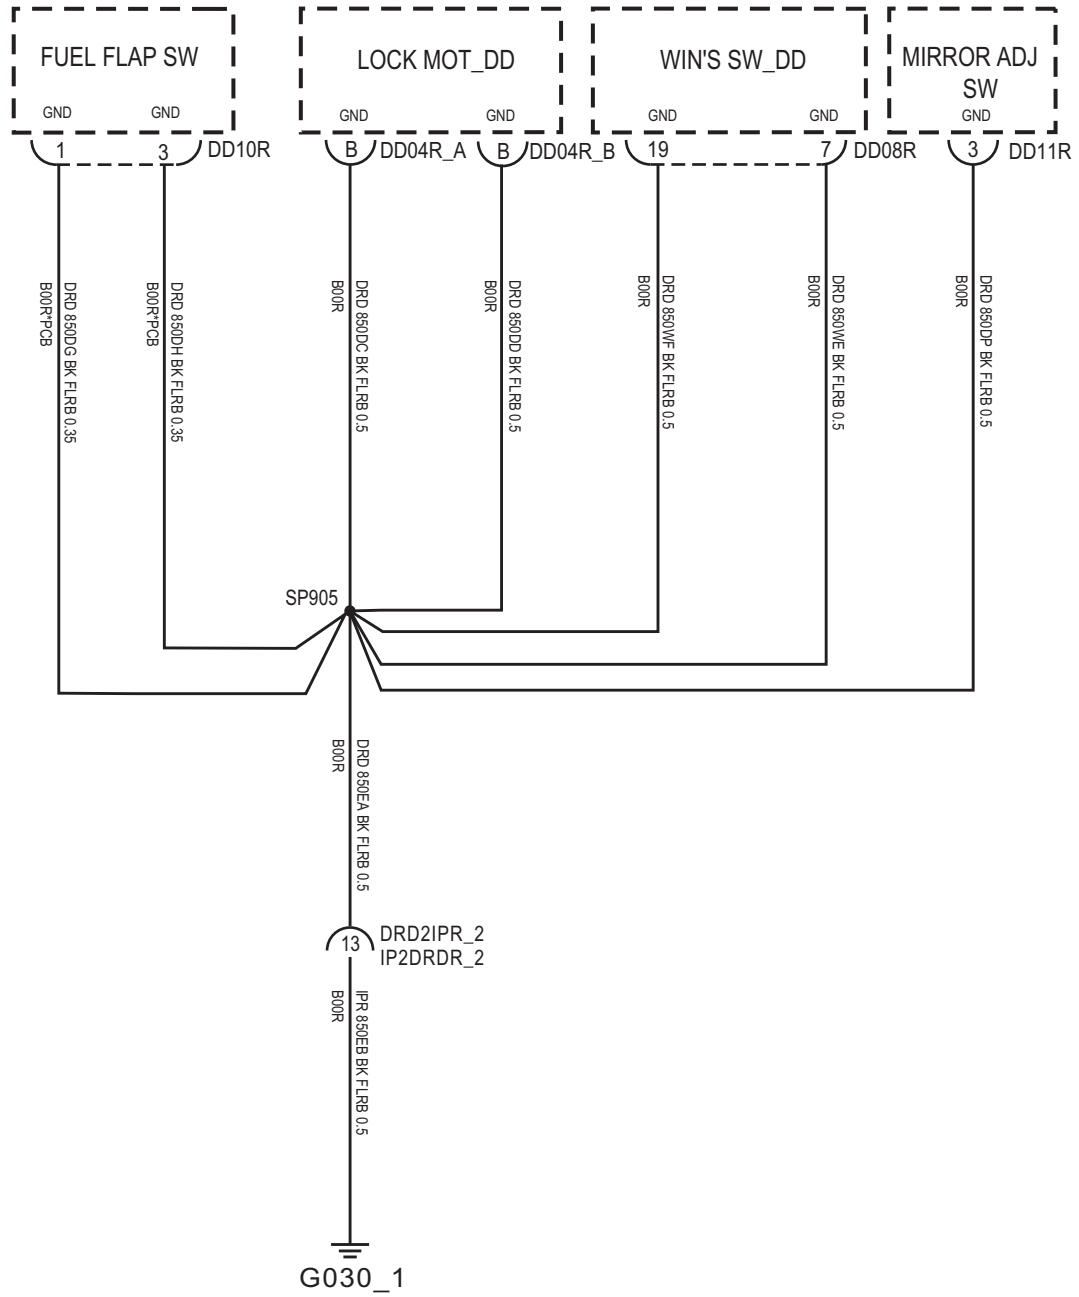 FUEL FLAP SW
LOCK MOT_DD
WIN'S SW_DD
MIRROR ADJ
SW
GND
GND
GND
GND
GND
GND
GND
1
3
DD10R
B
DD04R_A
B
DD04R_B
19
7
DD08R
3
DD11R
DRD 850DG BK FLRB 0.35
B00R*PCB
DRD 850DH BK FLRB 0.35
B00R*PCB
DRD 850DC BK FLRB 0.5
B00R
DRD 850DD BK FLRB 0.5
B00R
DRD 850WF BK FLRB 0.5
B00R
DRD 850WE BK FLRB 0.5
B00R
DRD 850DP BK FLRB 0.5
B00R
SP905
DRD 850EA BK FLRB 0.5
B00R
13
DRD2IPR_2
IP2DRDR_2
IPR 850EB BK FLRB 0.5
B00R
G030_1